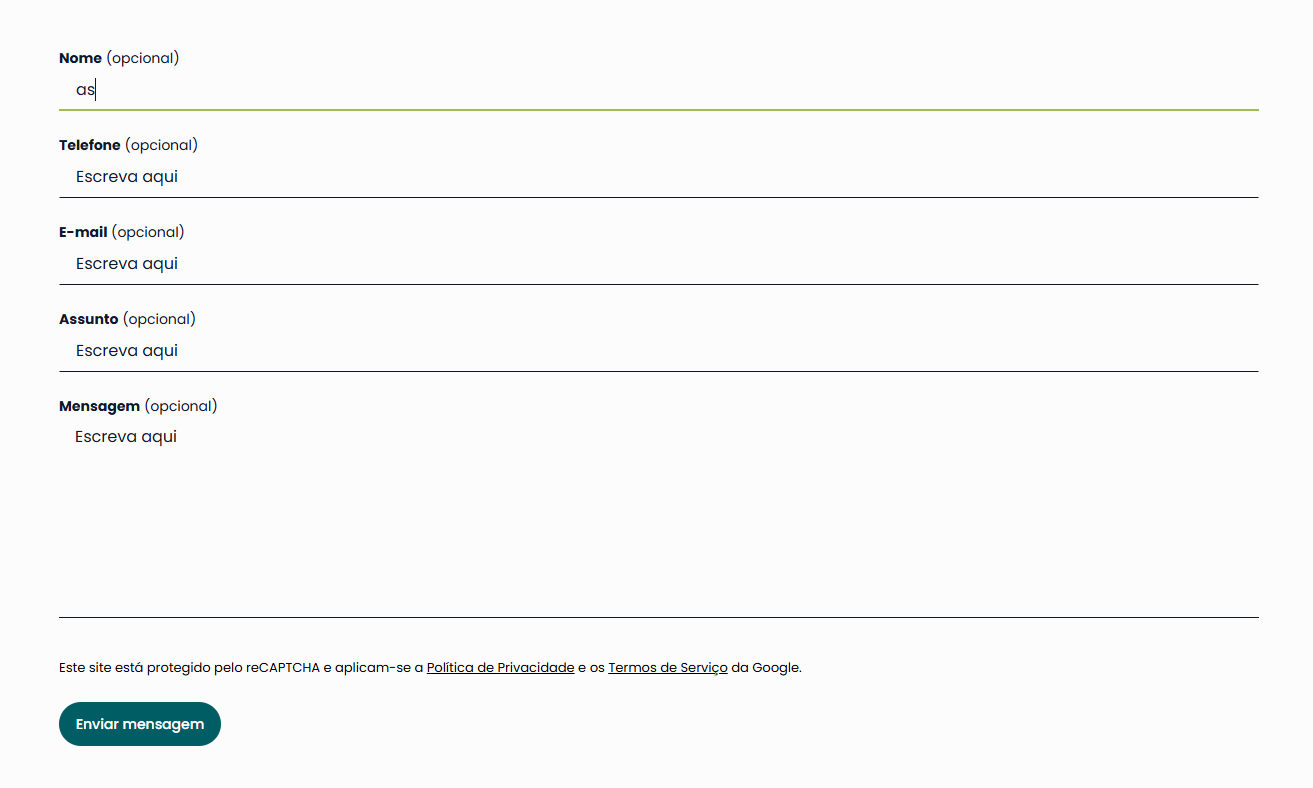 Nome (opcional)
as
Telefone (opcional)
Escreva aqui
E-mail (opcional)
Escreva aqui
Assunto (opcional)
Escreva aqui
Mensagem (opcional)
Escreva aqui
Este site está protegido pelo reCAPTCHA e aplicam-se a Política de Privacidade e os Termos de Serviço da Google.
Enviar mensagem